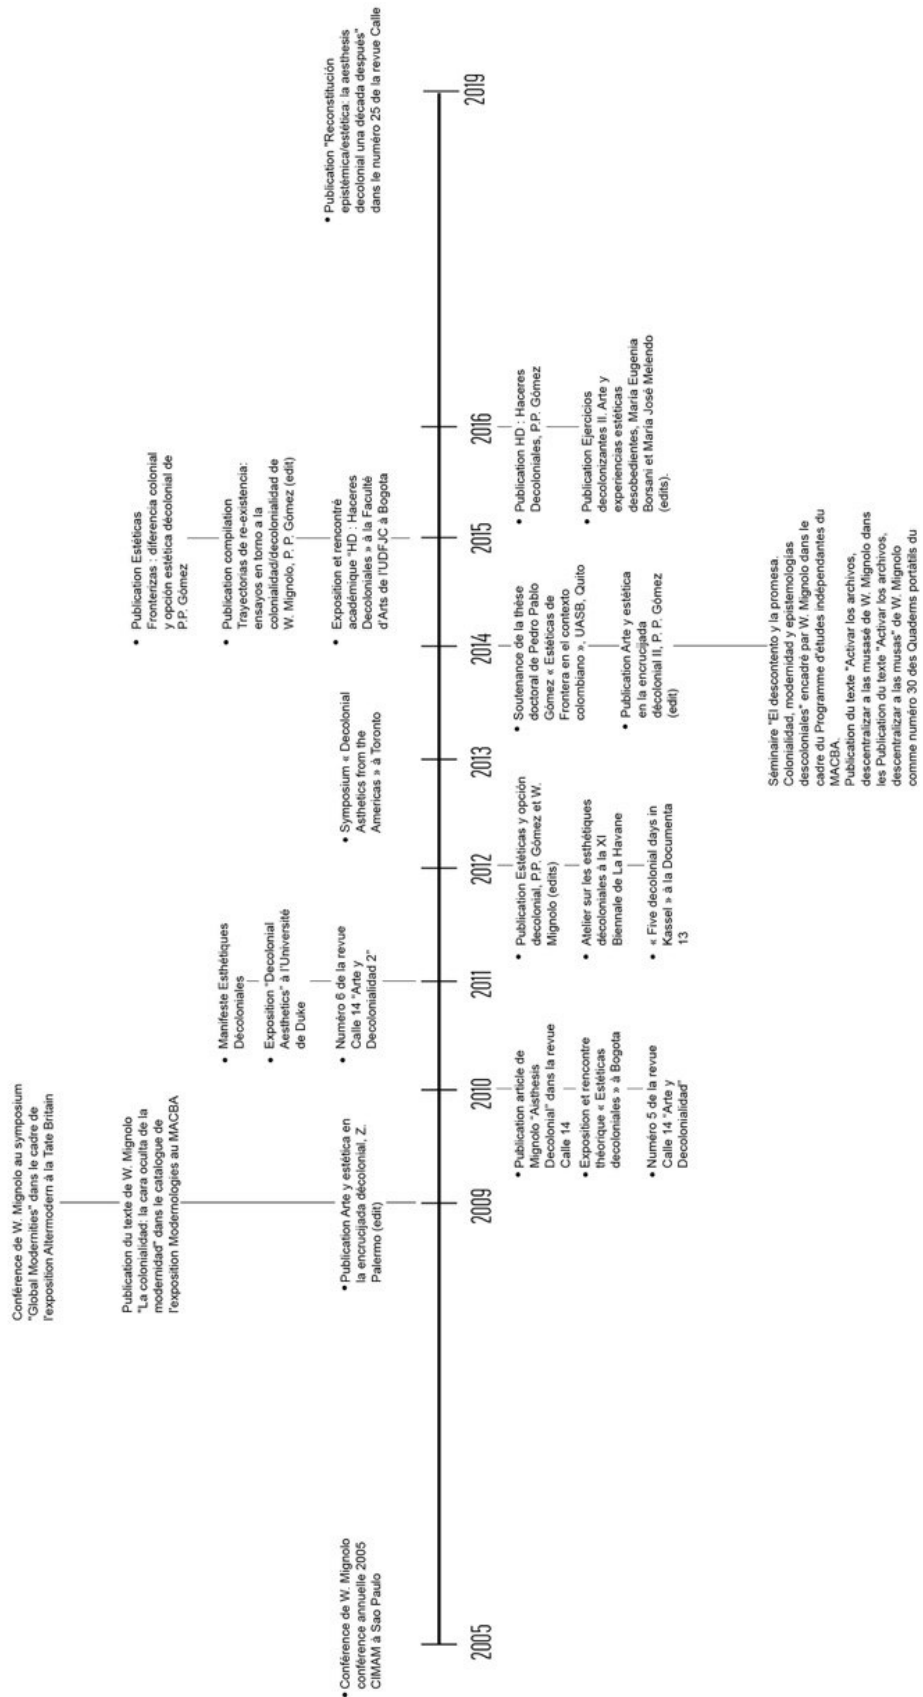 Conférence de W. Mignolo au symposium
"Global Modernities" dans le cadre de
l'exposition Altermodern á la Tate Britain
Publication du texte de W. Mignolo
"La colonialidad: la cara oculta de la
modernidad" dans le catalogue de
l'exposition Modernologies au MACBA
• Manifeste Esthétiques
Décoloniales
• Exposition "Decolonial
Aesthetics" à l'Université
de Duke
• Publication Estéticas
Fronterizas : diferencia colonial
y opción estética décolonial de
P.P. Gómez
• Publication compilation
Trayectorias de re-existencia:
ensayos en torno a la
colonialidad/decolonialidad de
W. Mignolo, P. P. Gómez (edit)
• Conférence de W. Mignolo
conférence annuelle 2005
CIMAM à Sao Paulo
• Publication Arte y estética en
la encrucijada décolonial, Z.
Palermo (edit)
• Numéro 6 de la revue
Calle 14 "Arte y
Decolonialidad 2"
• Symposium « Decolonial
Asthetics from the
Americas » à Toronto
• Exposition et rencontré
académique "HD : Haceres
Decoloniales » à la Faculté
d'Arts de l'UDFJC à Bogota
• Publication "Reconstitución
epistémica/estética: la aesthesis
decolonial una década después"
dans le numéro 25 de la revue Calle
2005
2009
2010
2011
2012
2013
2014
2015
2016
2019
• Publication article de
Mignolo "Aisthesis
Decolonial" dans la revue
Calle 14
• Exposition et rencontre
théorique « Estéticas
decoloniales » à Bogota
• Numéro 5 de la revue
Calle 14 "Arte y
Decolonialidad"
• Publication Estéticas y opción
decolonial, P.P. Gómez et W.
Mignolo (edits)
• Atelier sur les esthétiques
décoloniales à la XI
Biennale de La Havane
• « Five decolonial days in
Kassel » à la Documenta
13
• Soutenance de la thèse
doctoral de Pedro Pablo
Gómez « Estéticas de
Frontera en el contexto
colombiano », UASB, Quito
• Publication Arte y estética
en la encrucijada
décolonial II, P. P. Gómez
(edit)
Séminaire "El descontento y la promesa.
Colonialidad, modernidad y epistemologías
descoloniales" encadré par W. Mignolo dans le
cadre du Programme d'études indépendantes du
MACBA.
Publication du texte "Activar los archivos,
descentralizar a las musasé de W. Mignolo dans
les Publication du texte "Activar los archivos,
descentralizar a las musas" de W. Mignolo
comme numéro 30 des Quaderns portàtils du
• Publication HD : Haceres
Decoloniales, P.P. Gómez
• Publication Ejercicios
decolonizantes II. Arte y
experiencias estéticas
desobedientes, María Eugenia
Borsani et María José Melendo
(edits).